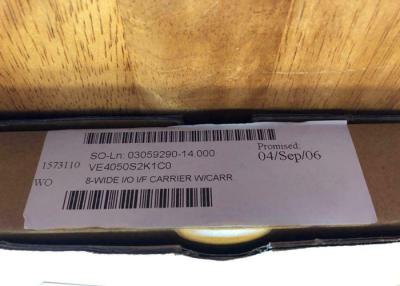 SO-Ln: 03059290-14.000
Promised:
1573110
VE4050S2K1C0
04/Sep/06
WO
8-WIDE I/O I/F CARRIER W/CARR